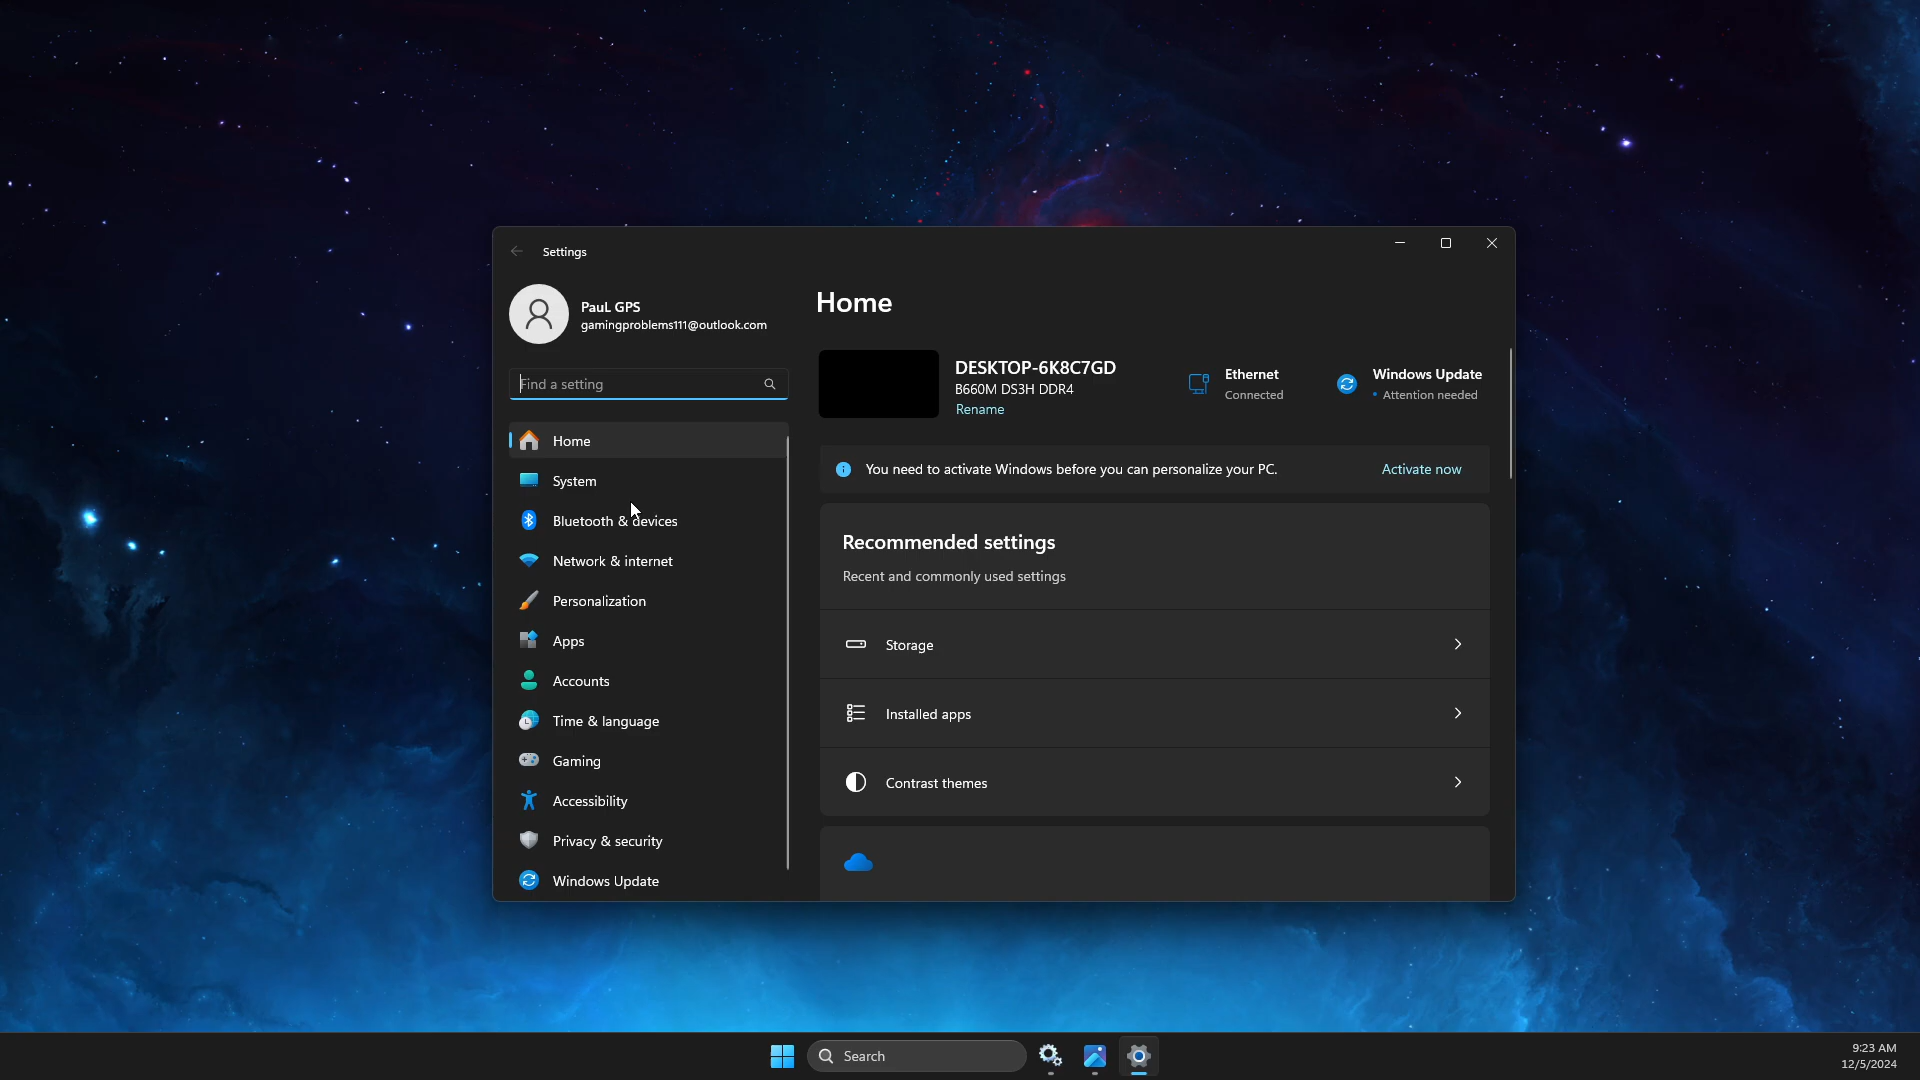 Settings
PauL GPS
gamingproblems111@outlook.com
Find a setting
Home
System
Bluetooth & devices
Network & internet
Personalization
Apps
Accounts
Time & language
Gaming
Accessibility
Privacy & security
Windows Update
Home
DESKTOP-6K8C7GD
B660M DS3H DDR4
Rename
Ethernet
Connected
Windows Update
• Attention needed
You need to activate Windows before you can personalize your PC.
Activate now
Recommended settings
Recent and commonly used settings
Storage
Installed apps
Contrast themes
Search
9:23 AM
12/5/2024